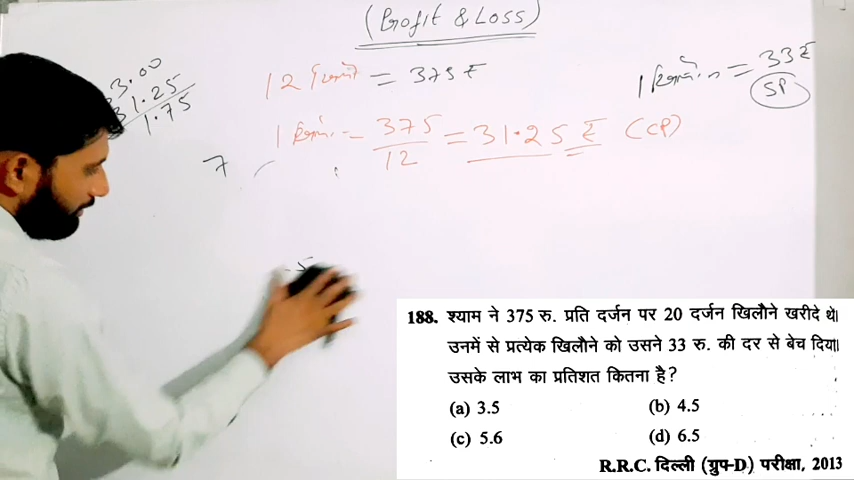 (Profit & Loss)
3.00
31.25
1.75
12 = 375 ₹
1 = 33 ₹
SP
1 = 375/12 = 31.25 ₹ (CP)
7
5
188. श्याम ने 375 रु. प्रति दर्जन पर 20 दर्जन खिलौने खरीदे थे।
उनमें से प्रत्येक खिलौने को उसने 33 रु. की दर से बेच दिया।
उसके लाभ का प्रतिशत कितना है?
(a) 3.5 (b) 4.5
(c) 5.6 (d) 6.5
R.R.C. दिल्ली (ग्रुप-D) परीक्षा, 2013